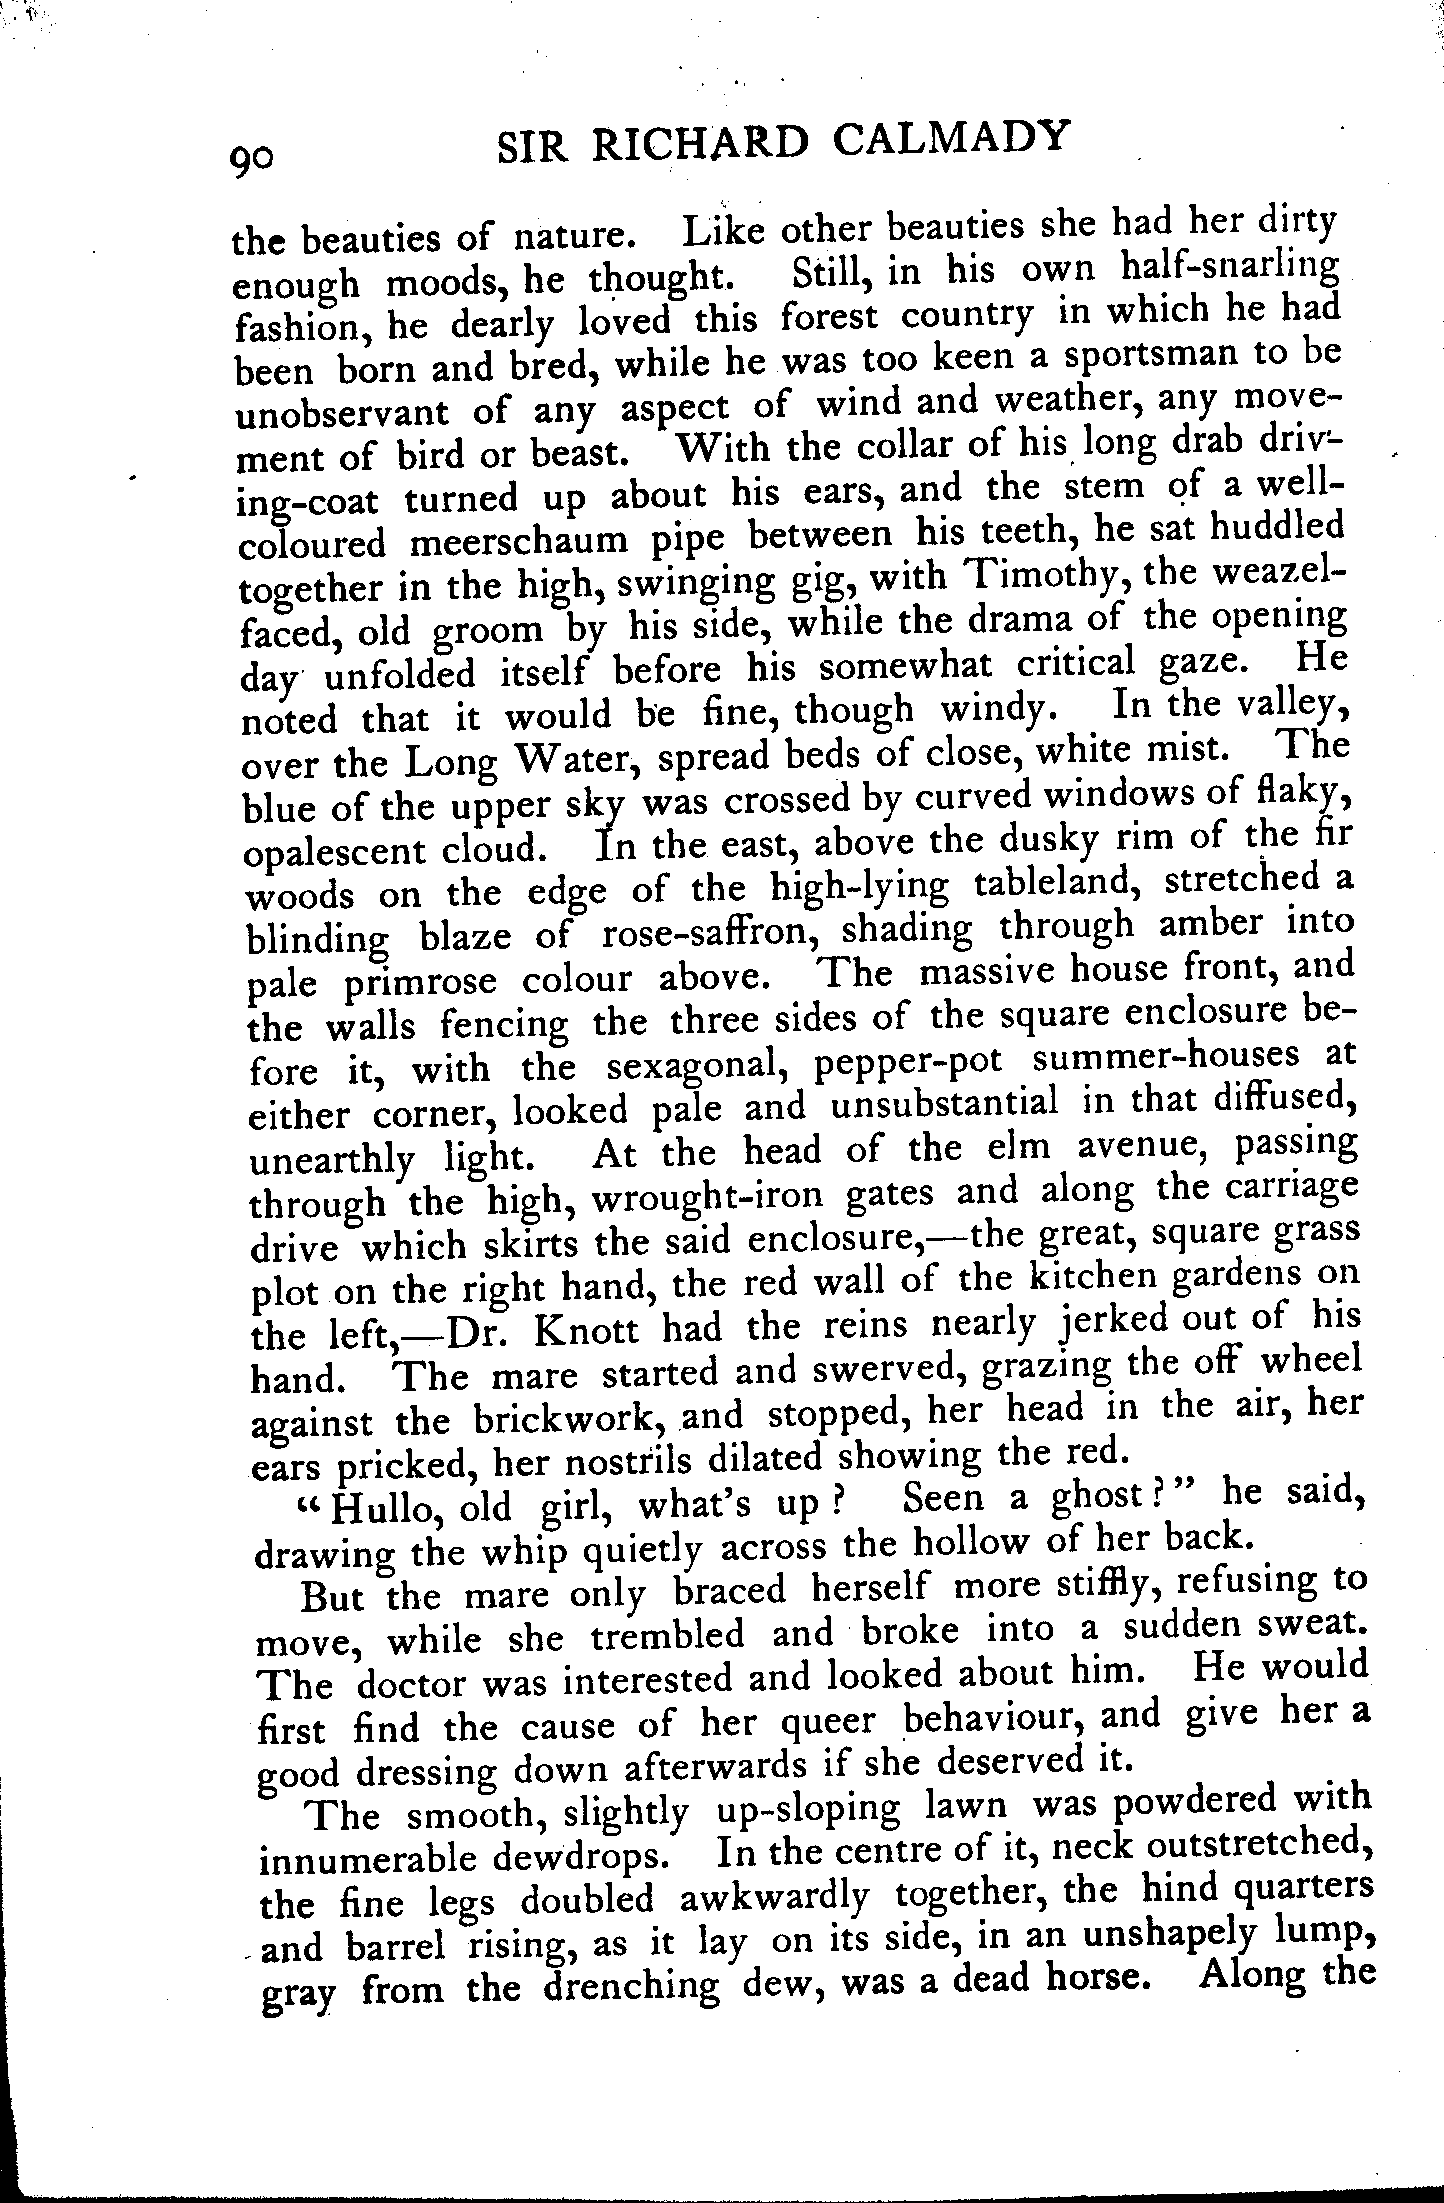 90 SIR RICHARD CALMADY
the beauties of nature. Like other beauties she had her dirty
enough moods, he thought. Still, in his own half-snarling
fashion, he dearly loved this forest country in which he had
been born and bred, while he was too keen a sportsman to be
unobservant of any aspect of wind and weather, any move-
ment of bird or beast. With the collar of his long drab driv-
ing-coat turned up about his ears, and the stem of a well-
coloured meerschaum pipe between his teeth, he sat huddled
together in the high, swinging gig, with Timothy, the weazel-
faced, old groom by his side, while the drama of the opening
day unfolded itself before his somewhat critical gaze. He
noted that it would be fine, though windy. In the valley,
over the Long Water, spread beds of close, white mist. The
blue of the upper sky was crossed by curved windows of flaky,
opalescent cloud. In the east, above the dusky rim of the fir
woods on the edge of the high-lying tableland, stretched a
blinding blaze of rose-saffron, shading through amber into
pale primrose colour above. The massive house front, and
the walls fencing the three sides of the square enclosure be-
fore it, with the sexagonal, pepper-pot summer-houses at
either corner, looked pale and unsubstantial in that diffused,
unearthly light. At the head of the elm avenue, passing
through the high, wrought-iron gates and along the carriage
drive which skirts the said enclosure,—the great, square grass
plot on the right hand, the red wall of the kitchen gardens on
the left,—Dr. Knott had the reins nearly jerked out of his
hand. The mare started and swerved, grazing the off wheel
against the brickwork, and stopped, her head in the air, her
ears pricked, her nostrils dilated showing the red.
“Hullo, old girl, what's up? Seen a ghost?” he said,
drawing the whip quietly across the hollow of her back.
But the mare only braced herself more stiffly, refusing to
move, while she trembled and broke into a sudden sweat.
The doctor was interested and looked about him. He would
first find the cause of her queer behaviour, and give her a
good dressing down afterwards if she deserved it.
The smooth, slightly up-sloping lawn was powdered with
innumerable dewdrops. In the centre of it, neck outstretched,
the fine legs doubled awkwardly together, the hind quarters
and barrel rising, as it lay on its side, in an unshapely lump,
gray from the drenching dew, was a dead horse. Along the